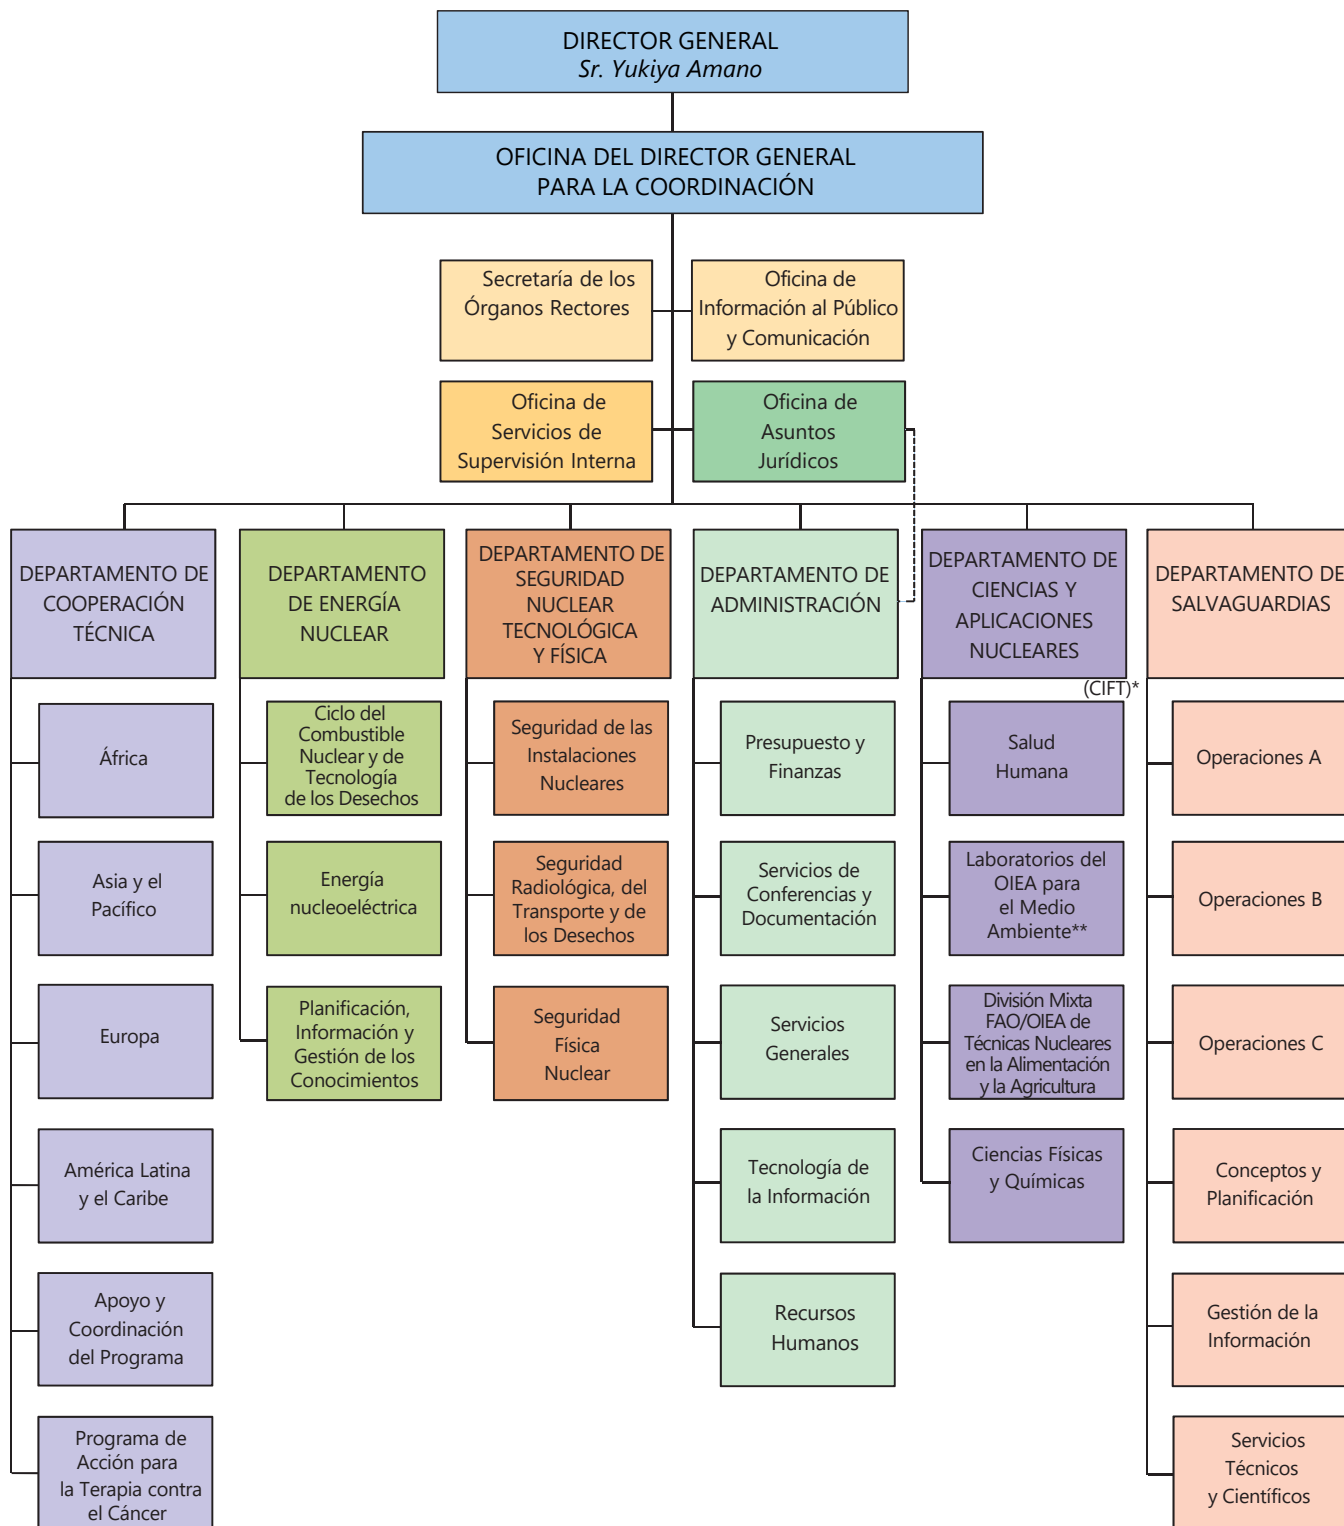 DIRECTOR GENERAL
Sr. Yukiya Amano
OFICINA DEL DIRECTOR GENERAL
PARA LA COORDINACIÓN
Secretaría de los
Órganos Rectores
Oficina de
Información al Público
y Comunicación
Oficina de
Servicios de
Supervisión Interna
Oficina de
Asuntos
Jurídicos
DEPARTAMENTO DE
COOPERACIÓN
TÉCNICA
África
Asia y el
Pacífico
Europa
América Latina
y el Caribe
Apoyo y
Coordinación
del Programa
Programa de
Acción para
la Terapia contra
el Cáncer
DEPARTAMENTO
DE ENERGÍA
NUCLEAR
Ciclo del
Combustible
Nuclear y de
Tecnología
de los Desechos
Energía
nucleoeléctrica
Planificación,
Información y
Gestión de los
Conocimientos
DEPARTAMENTO DE
SEGURIDAD
NUCLEAR
TECNOLÓGICA
Y FÍSICA
Seguridad de las
Instalaciones
Nucleares
Seguridad
Radiológica, del
Transporte y de
los Desechos
Seguridad
Física
Nuclear
DEPARTAMENTO DE
ADMINISTRACIÓN
Presupuesto y
Finanzas
Servicios de
Conferencias y
Documentación
Servicios
Generales
Tecnología de
la Información
Recursos
Humanos
DEPARTAMENTO DE
CIENCIAS Y
APLICACIONES
NUCLEARES
(CIFT)*
Salud
Humana
Laboratorios del
OIEA para
el Medio
Ambiente**
División Mixta
FAO/OIEA de
Técnicas Nucleares
en la Alimentación
y la Agricultura
Ciencias Físicas
y Químicas
DEPARTAMENTO DE
SALVAGUARDIAS
Operaciones A
Operaciones B
Operaciones C
Conceptos y
Planificación
Gestión de la
Información
Servicios
Técnicos
y Científicos